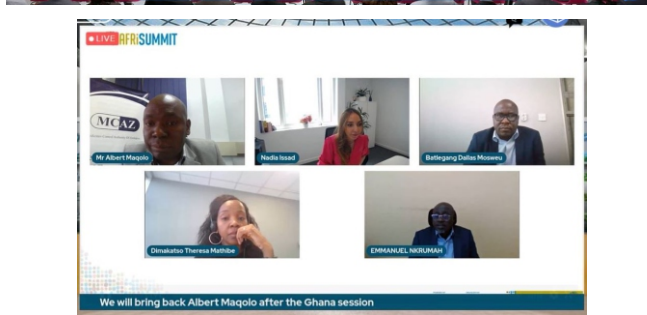 LIVE AFRISUMMIT
MCAZ
Mr Albert Maqolo
Nadia Issad
Batlegang Dallas Mosweu
Dimakatso Theresa Mathibe
EMMANUEL NKRUMAH
We will bring back Albert Maqolo after the Ghana session